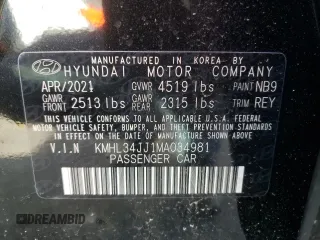 MANUFACTURED IN KOREA BY
HYUNDAI MOTOR COMPANY
APR/2021 GVWR 4519 lbs PAINT NB9
GAWR FRONT 2513 lbs GAWR REAR 2315 lbs TRIM REY
THIS VEHICLE CONFORMS TO ALL APPLICABLE
U.S.A. FEDERAL MOTOR VEHICLE SAFETY, BUMPER,
AND THEFT PREVENTION STANDARDS IN EFFECT
ON THE DATE OF MANUFACTURE SHOWN ABOVE.
V.I.N KMHL34JJ1MA034981
PASSENGER CAR
EPICBID